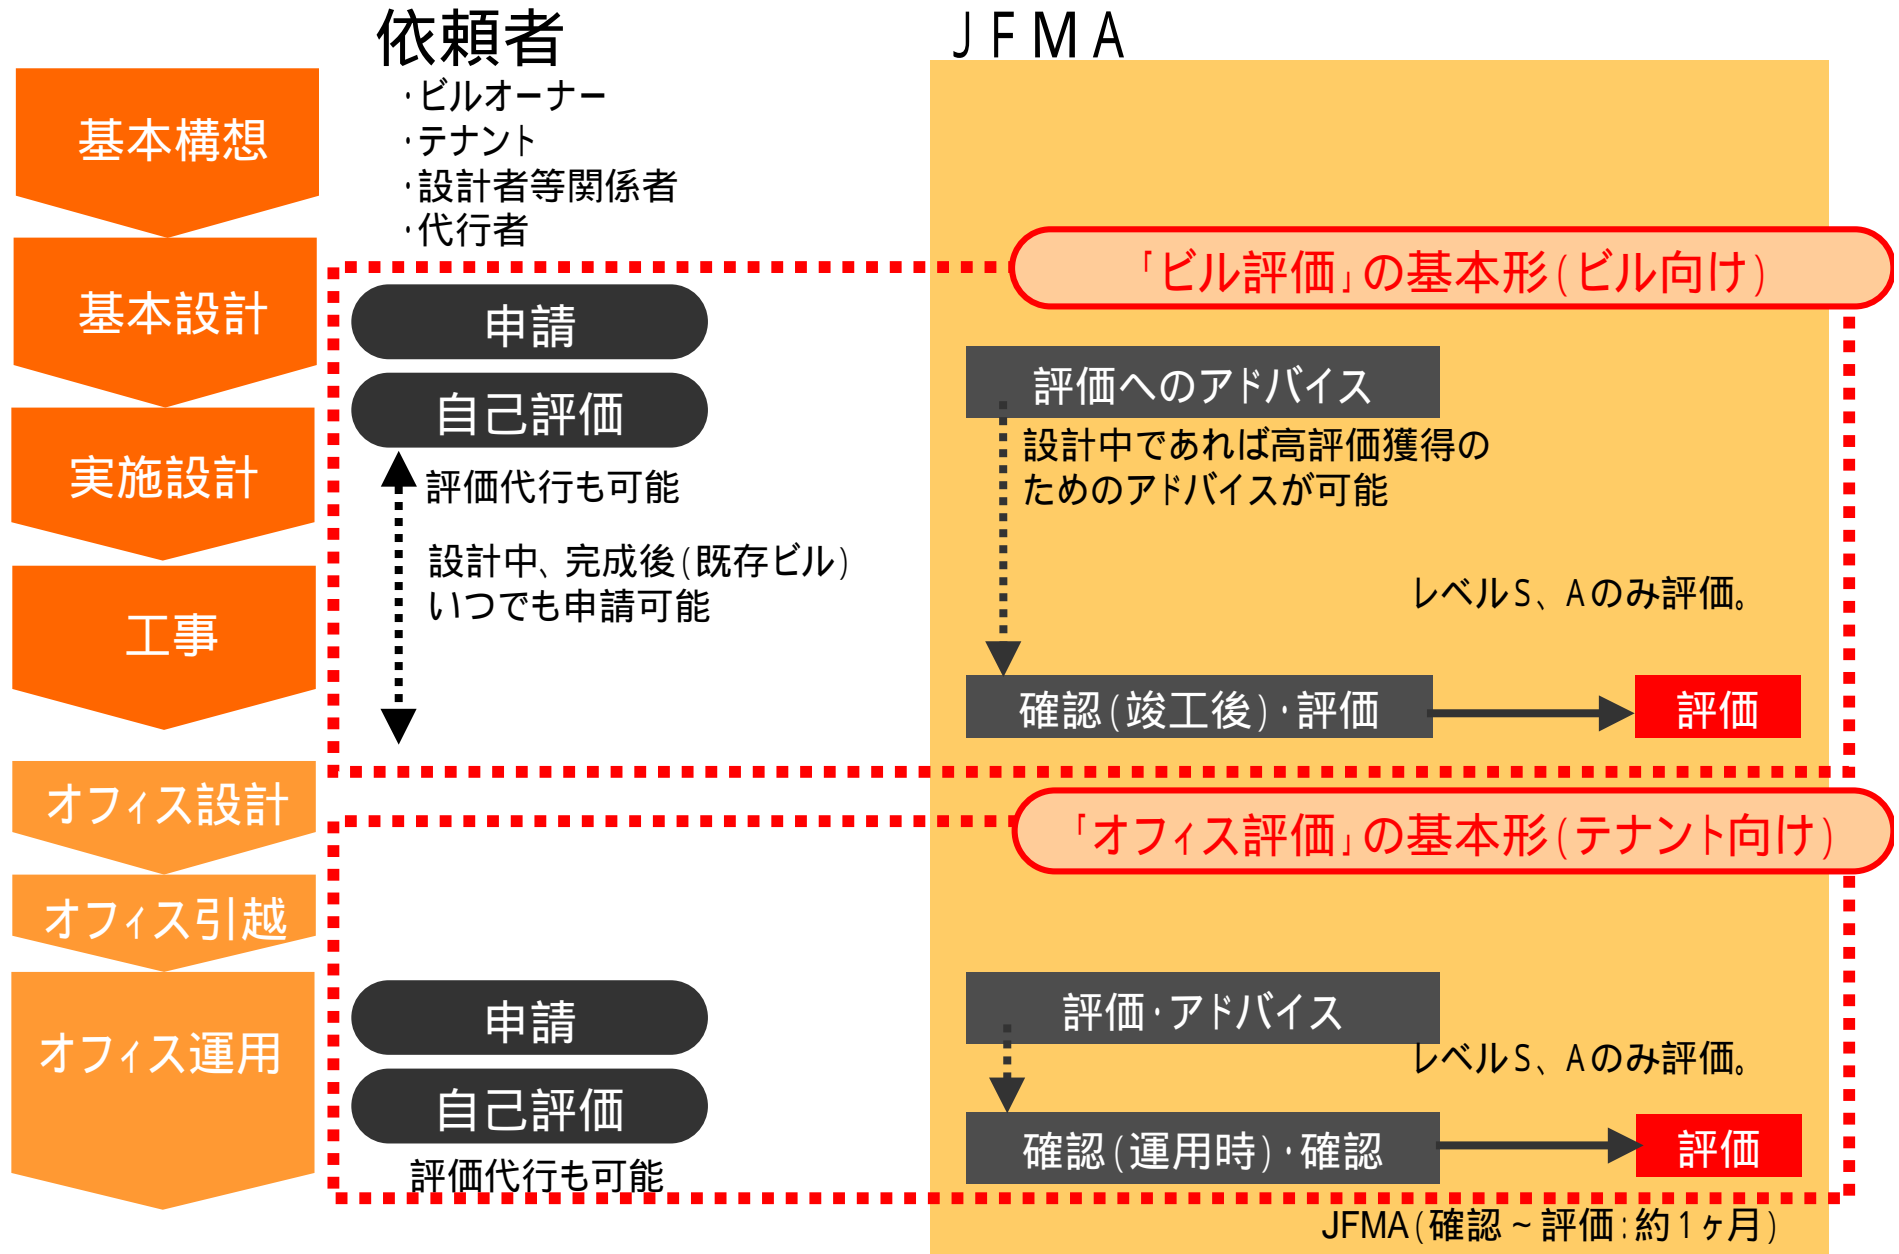 依頼者
・ビルオーナー
・テナント
・設計者等関係者
・代行者
JFMA
基本構想
基本設計
実施設計
工事
オフィス設計
オフィス引越
オフィス運用
「ビル評価」の基本形(ビル向け)
申請
自己評価
評価代行も可能
設計中、完成後(既存ビル)
いつでも申請可能
評価へのアドバイス
設計中であれば高評価獲得の
ためのアドバイスが可能
レベルS、Aのみ評価。
確認(竣工後)・評価
評価
「オフィス評価」の基本形(テナント向け)
申請
自己評価
評価代行も可能
評価・アドバイス
レベルS、Aのみ評価。
確認(運用時)・確認
評価
JFMA(確認~評価:約1ヶ月)